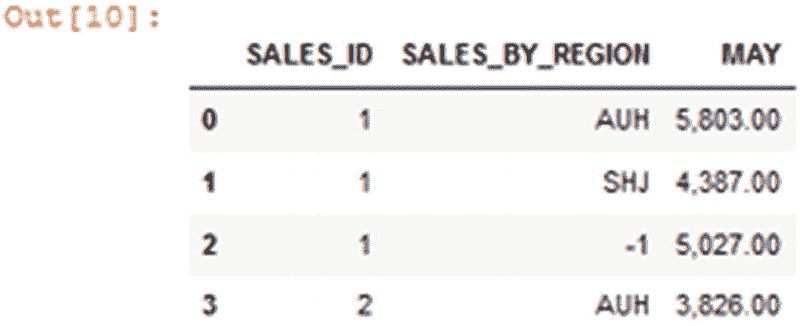 Out[10]:
SALES_ID SALES_BY_REGION MAY
0 1 AUH 5,803.00
1 1 SHJ 4,387.00
2 1 -1 5,027.00
3 2 AUH 3,826.00